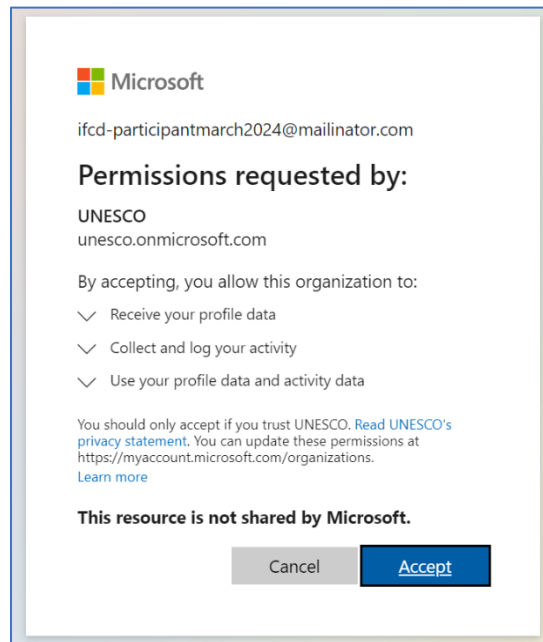 Microsoft
ifcd-participantmarch2024@mailinator.com
Permissions requested by:
UNESCO
unesco.onmicrosoft.com
By accepting, you allow this organization to:
Receive your profile data
Collect and log your activity
Use your profile data and activity data
You should only accept if you trust UNESCO. Read UNESCO's
privacy statement. You can update these permissions at
https://myaccount.microsoft.com/organizations.
Learn more
This resource is not shared by Microsoft.
Cancel Accept